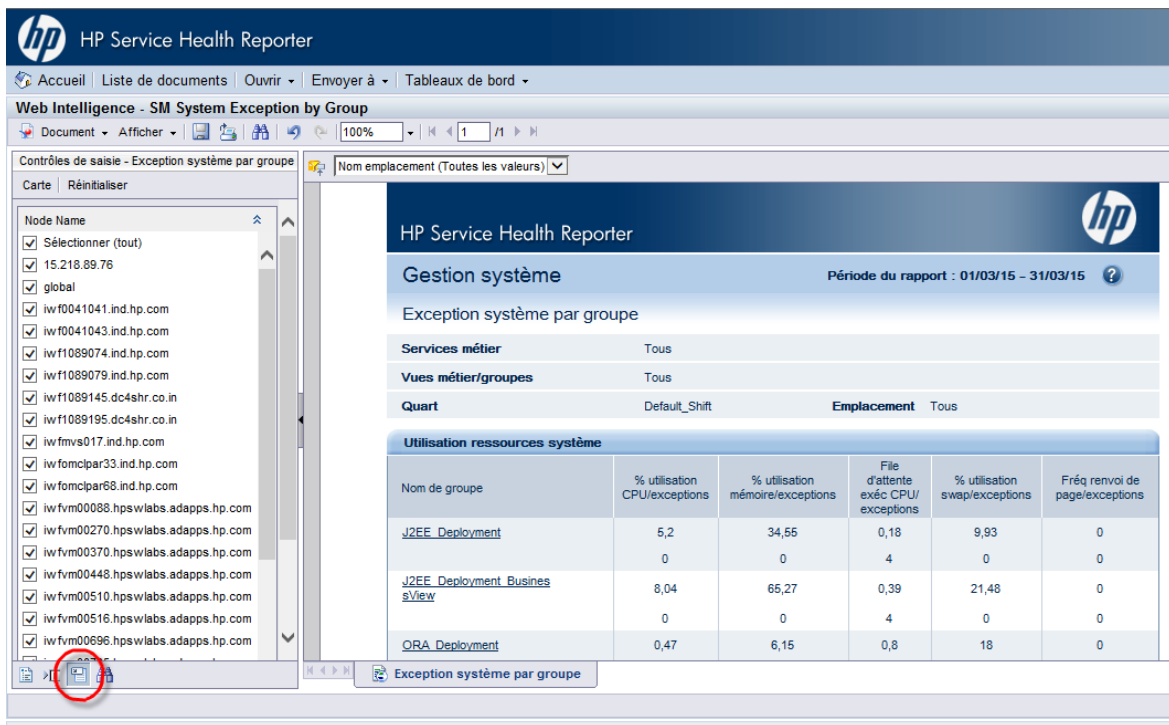 hp HP Service Health Reporter
Accueil Liste de documents Ouvrir Envoyer à Tableaux de bord
Web Intelligence - SM System Exception by Group
Document Afficher 100% 1 /1
Contrôles de saisie - Exception système par groupe
Carte Réinitialiser
Node Name
Sélectionner (tout)
15.218.89.76
global
iwf0041041.ind.hp.com
iwf0041043.ind.hp.com
iwf1089074.ind.hp.com
iwf1089079.ind.hp.com
iwf1089145.dc4shr.co.in
iwf1089195.dc4shr.co.in
iwfmvs017.ind.hp.com
iwfomclpar33.ind.hp.com
iwfomclpar68.ind.hp.com
iwfvm00088.hpswlabs.adapps.hp.com
iwfvm00270.hpswlabs.adapps.hp.com
iwfvm00370.hpswlabs.adapps.hp.com
iwfvm00448.hpswlabs.adapps.hp.com
iwfvm00510.hpswlabs.adapps.hp.com
iwfvm00516.hpswlabs.adapps.hp.com
iwfvm00696.hpswlabs.adapps.hp.com
Nom emplacement (Toutes les valeurs)
HP Service Health Reporter hp
Gestion système Période du rapport : 01/03/15 - 31/03/15 ?
Exception système par groupe
Services métier Tous
Vues métier/groupes Tous
Quart Default_Shift Emplacement Tous
Utilisation ressources système
Nom de groupe
% utilisation
CPU/exceptions
% utilisation
mémoire/exceptions
File
d'attente
exéc CPU/
exceptions
% utilisation
swap/exceptions
Fréq renvoi de
page/exceptions
J2EE_Deployment 5,2 34,55 0,18 9,93 0
0 0 4 0 0
J2EE_Deployment_Busines
sView 8,04 65,27 0,39 21,48 0
0 0 4 0 0
ORA_Deployment 0,47 6,15 0,8 18 0
Exception système par groupe